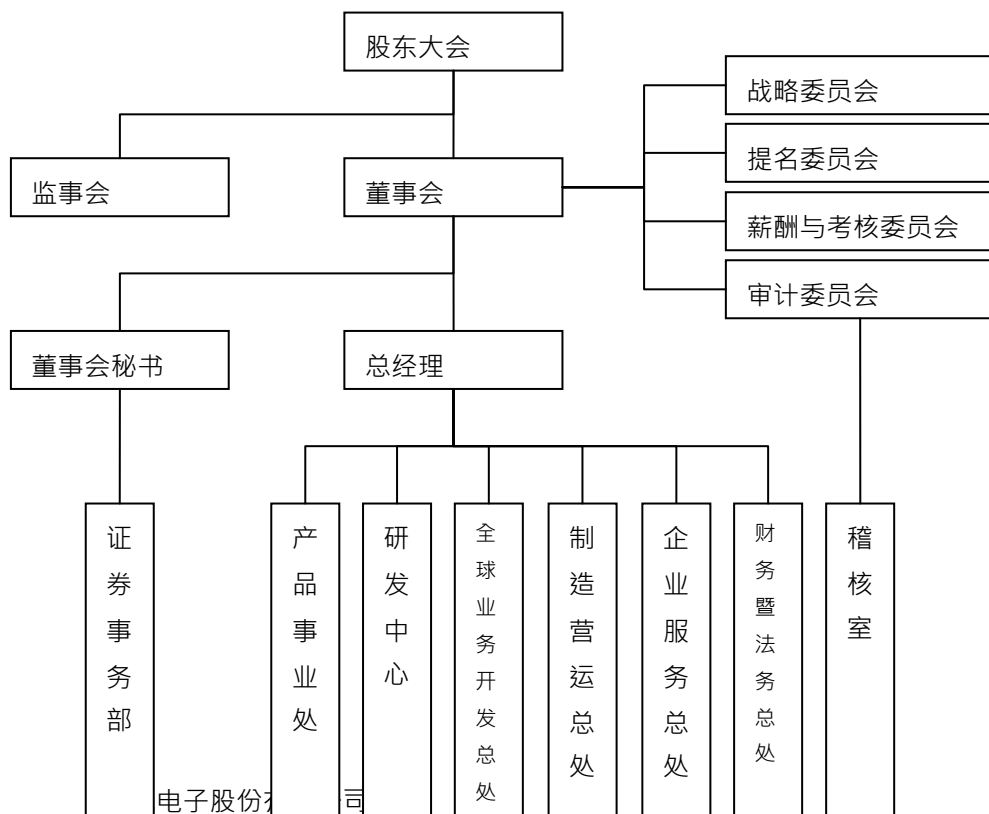 股东大会
战略委员会
提名委员会
监事会
董事会
薪酬与考核委员会
审计委员会
董事会秘书
总经理
证券事务部
产品事业处
研发中心
全球业务开发总处
制造营运总处
企业服务总处
财务暨法务总处
稽核室
电子股份
司